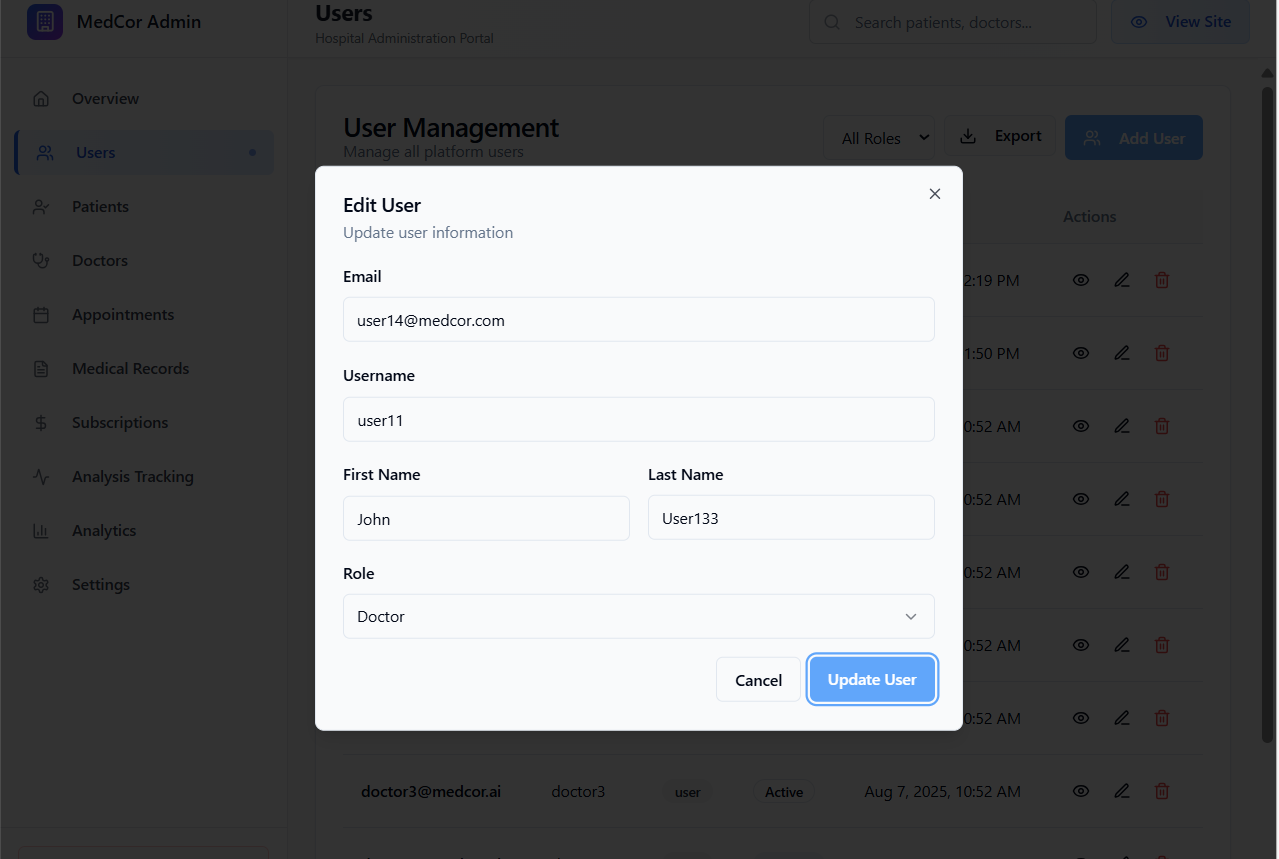 MedCor Admin
Users
Hospital Administration Portal
Search patients, doctors...
View Site
Overview
Users
Patients
Doctors
Appointments
Medical Records
Subscriptions
Analysis Tracking
Analytics
Settings
User Management
Manage all platform users
All Roles
Export
Add User
Actions
2:19 PM
1:50 PM
0:52 AM
0:52 AM
0:52 AM
0:52 AM
0:52 AM
Edit User
Update user information
Email
user14@medcor.com
Username
user11
First Name
Last Name
John
User133
Role
Doctor
Cancel
Update User
doctor3@medcor.ai doctor3 user Active Aug 7, 2025, 10:52 AM